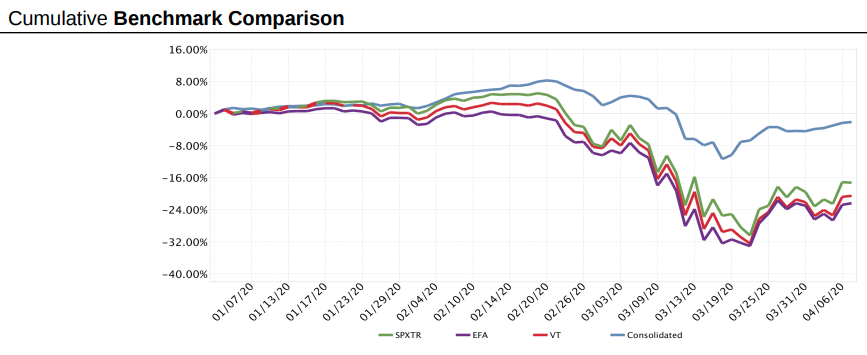 Cumulative Benchmark Comparison
16.00%
8.00%
0.00%
-8.00%
-16.00%
-24.00%
-32.00%
-40.00%
01/07/20 01/13/20 01/17/20 01/23/20 01/29/20 02/04/20 02/10/20 02/14/20 02/20/20 02/26/20 03/03/20 03/09/20 03/13/20 03/19/20 03/25/20 03/31/20 04/06/20
SPXTR EFA VT Consolidated